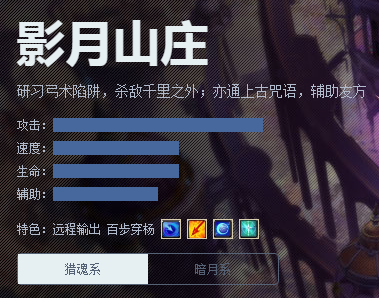 影月山庄
研习弓术陷阱，杀敌千里之外；亦通上古咒语，辅助友方
攻击：
速度：
生命：
辅助：
特色：远程输出 百步穿杨
猎魂系 暗月系